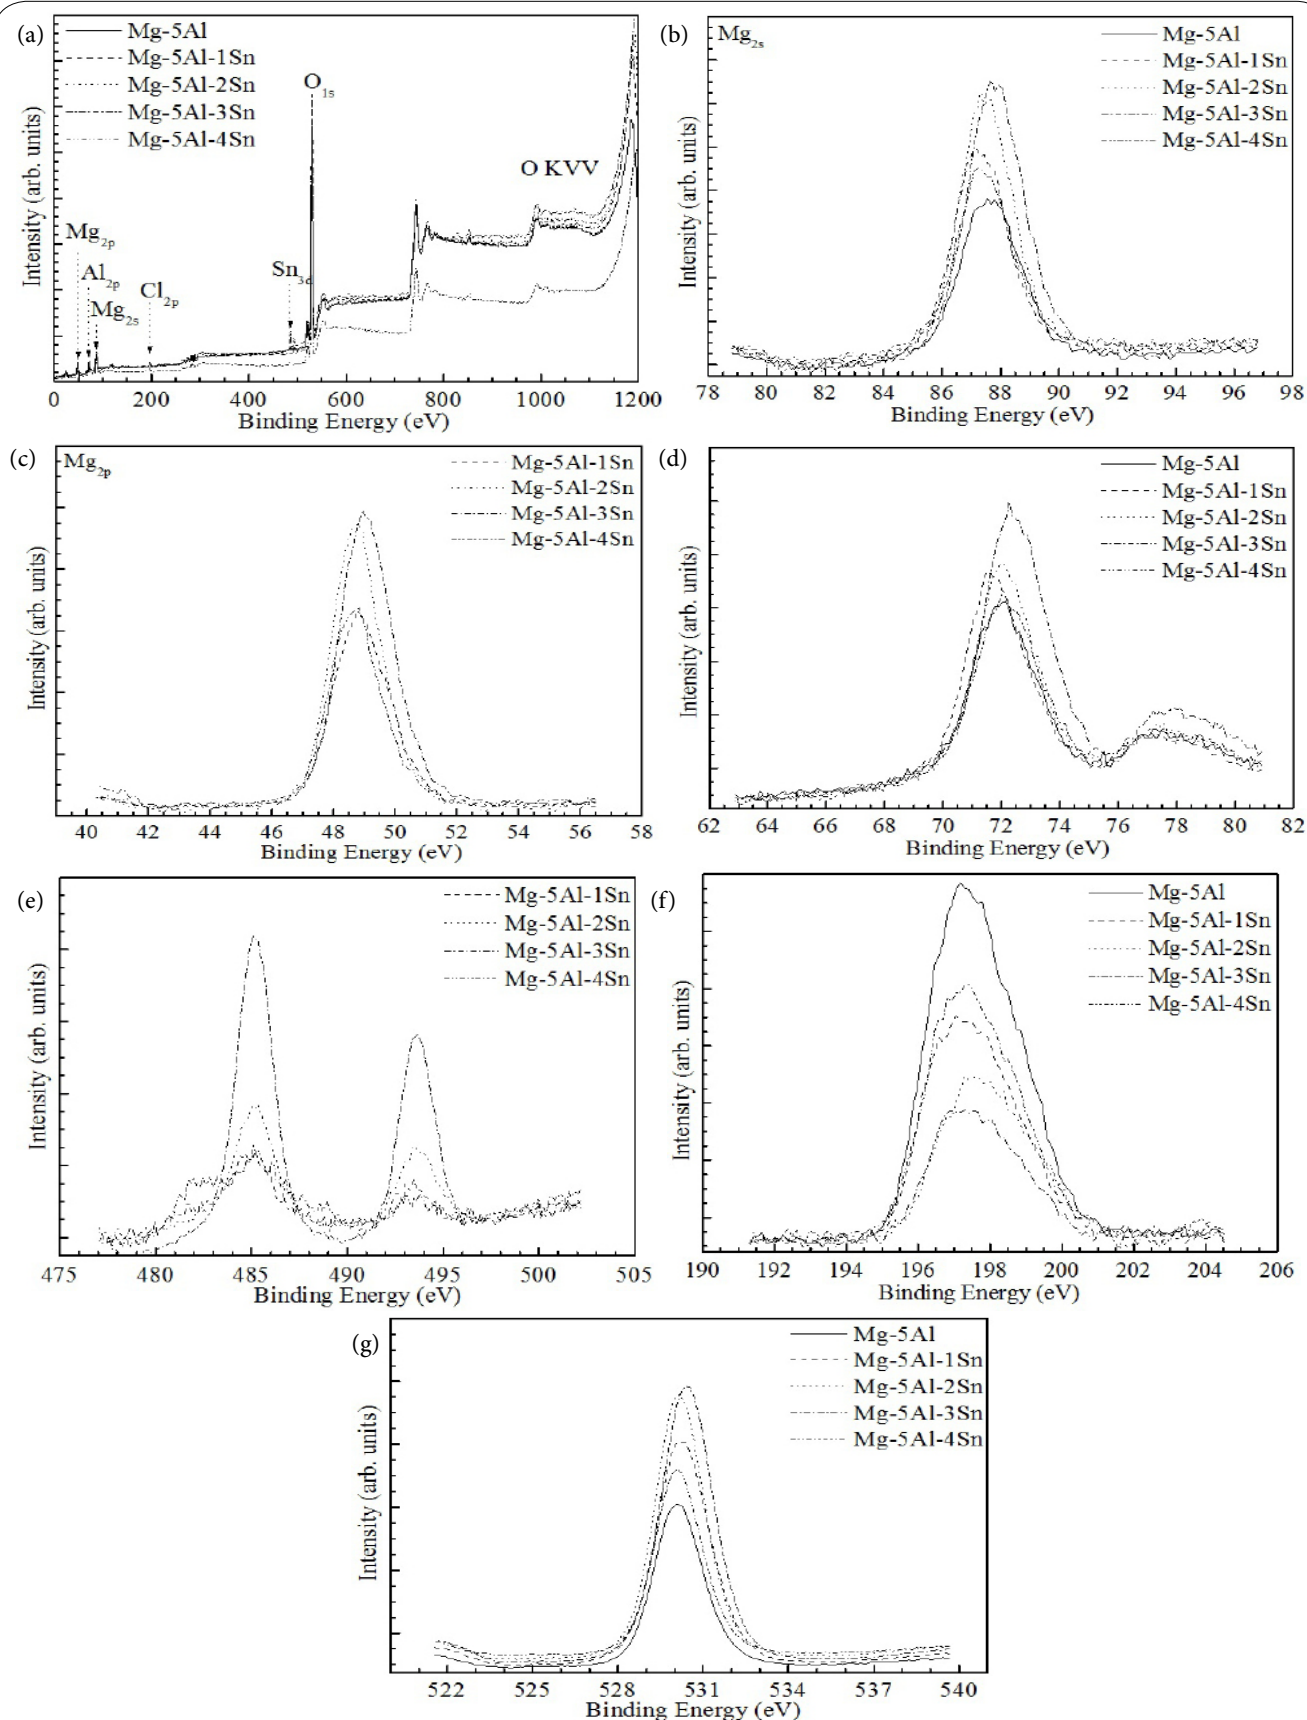 (a)
Mg-5Al
Mg-5Al-1Sn
Mg-5Al-2Sn
Mg-5Al-3Sn
Mg-5Al-4Sn
O1s
O KVV
Mg2p
Al2p
Mg2s
Cl2p
Sn3d
Intensity (arb. units)
0 200 400 600 800 1000 1200
Binding Energy (eV)
(b)
Mg2s
Mg-5Al
Mg-5Al-1Sn
Mg-5Al-2Sn
Mg-5Al-3Sn
Mg-5Al-4Sn
Intensity (arb. units)
78 80 82 84 86 88 90 92 94 96 98
Binding Energy (eV)
(c)
Mg2p
Mg-5Al-1Sn
Mg-5Al-2Sn
Mg-5Al-3Sn
Mg-5Al-4Sn
Intensity (arb. units)
40 42 44 46 48 50 52 54 56 58
Binding Energy (eV)
(d)
Mg-5Al
Mg-5Al-1Sn
Mg-5Al-2Sn
Mg-5Al-3Sn
Mg-5Al-4Sn
Intensity (arb. units)
62 64 66 68 70 72 74 76 78 80 82
Binding Energy (eV)
(e)
Mg-5Al-1Sn
Mg-5Al-2Sn
Mg-5Al-3Sn
Mg-5Al-4Sn
Intensity (arb. units)
475 480 485 490 495 500 505
Binding Energy (eV)
(f)
Mg-5Al
Mg-5Al-1Sn
Mg-5Al-2Sn
Mg-5Al-3Sn
Mg-5Al-4Sn
Intensity (arb. units)
190 192 194 196 198 200 202 204 206
Binding Energy (eV)
(g)
Mg-5Al
Mg-5Al-1Sn
Mg-5Al-2Sn
Mg-5Al-3Sn
Mg-5Al-4Sn
Intensity (arb. units)
522 525 528 531 534 537 540
Binding Energy (eV)